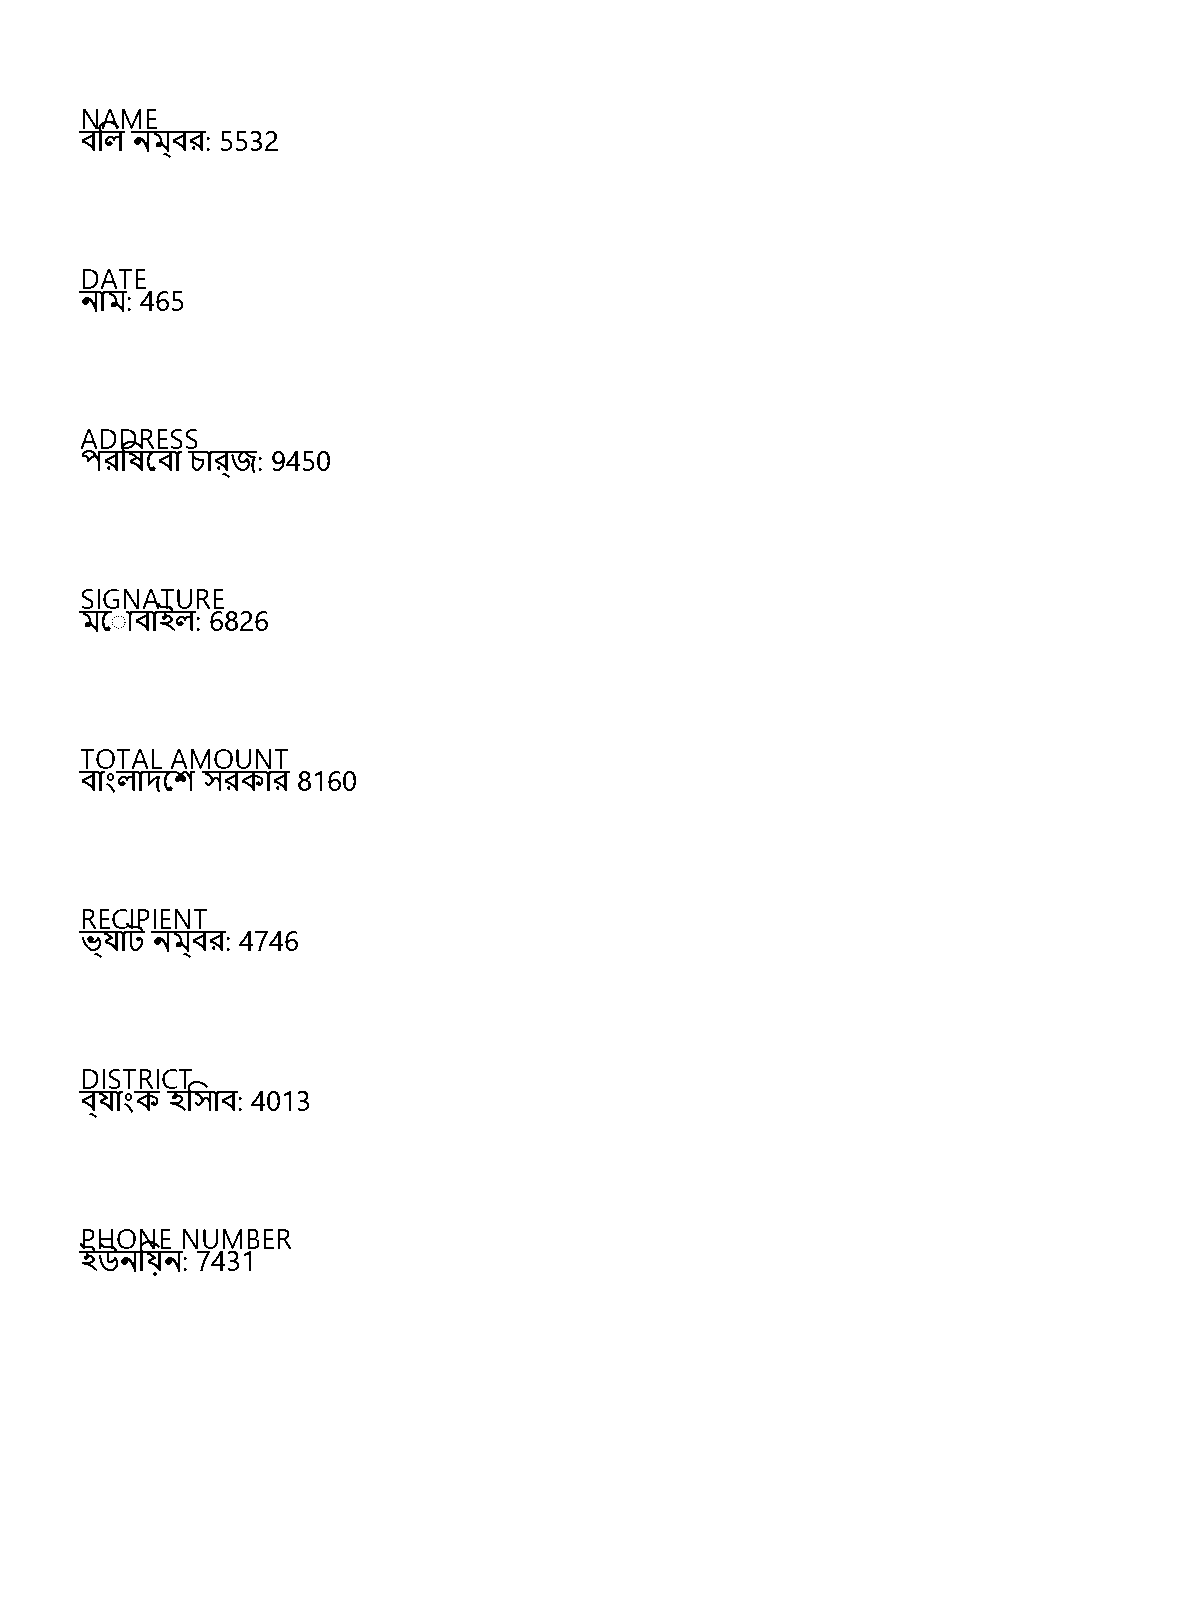 NAME
বিল নম্বর: 5532
DATE
নাম: 465
ADDRESS
পরিষেবা চার্জ: 9450
SIGNATURE
মোবাইল: 6826
TOTAL AMOUNT
বাংলাদেশ সরকার 8160
RECIPIENT
ভ্যাট নম্বর: 4746
DISTRICT
ব্যাংক হিসাব: 4013
PHONE NUMBER
ইউনিয়ন: 7431